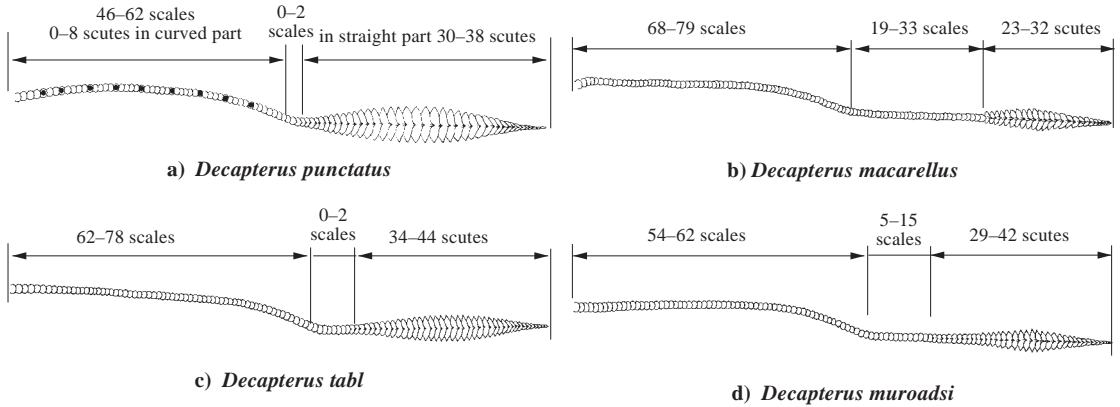 46–62 scales
0–8 scutes in curved part
0–2
scales
in straight part 30–38 scutes
a) Decapterus punctatus
68–79 scales
19–33 scales
23–32 scutes
b) Decapterus macarellus
62–78 scales
0–2
scales
34–44 scutes
c) Decapterus tabl
54–62 scales
5–15
scales
29–42 scutes
d) Decapterus muroadsi